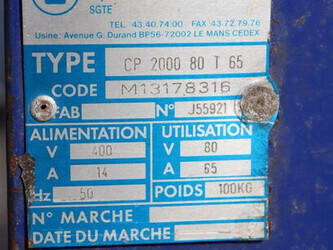 SGTE
TEL. 43.40.74.00 - FAX 43.72.79.76
Usine: Avenue G. Durand BP56-72002 LE MANS CEDEX
TYPE CP 2000 80 T 65
CODE M13178316
FAB N° J55921
ALIMENTATION UTILISATION
V 400 V 80
A 14 A 65
Hz 50 POIDS 100KG
N° MARCHE
DATE DU MARCHE